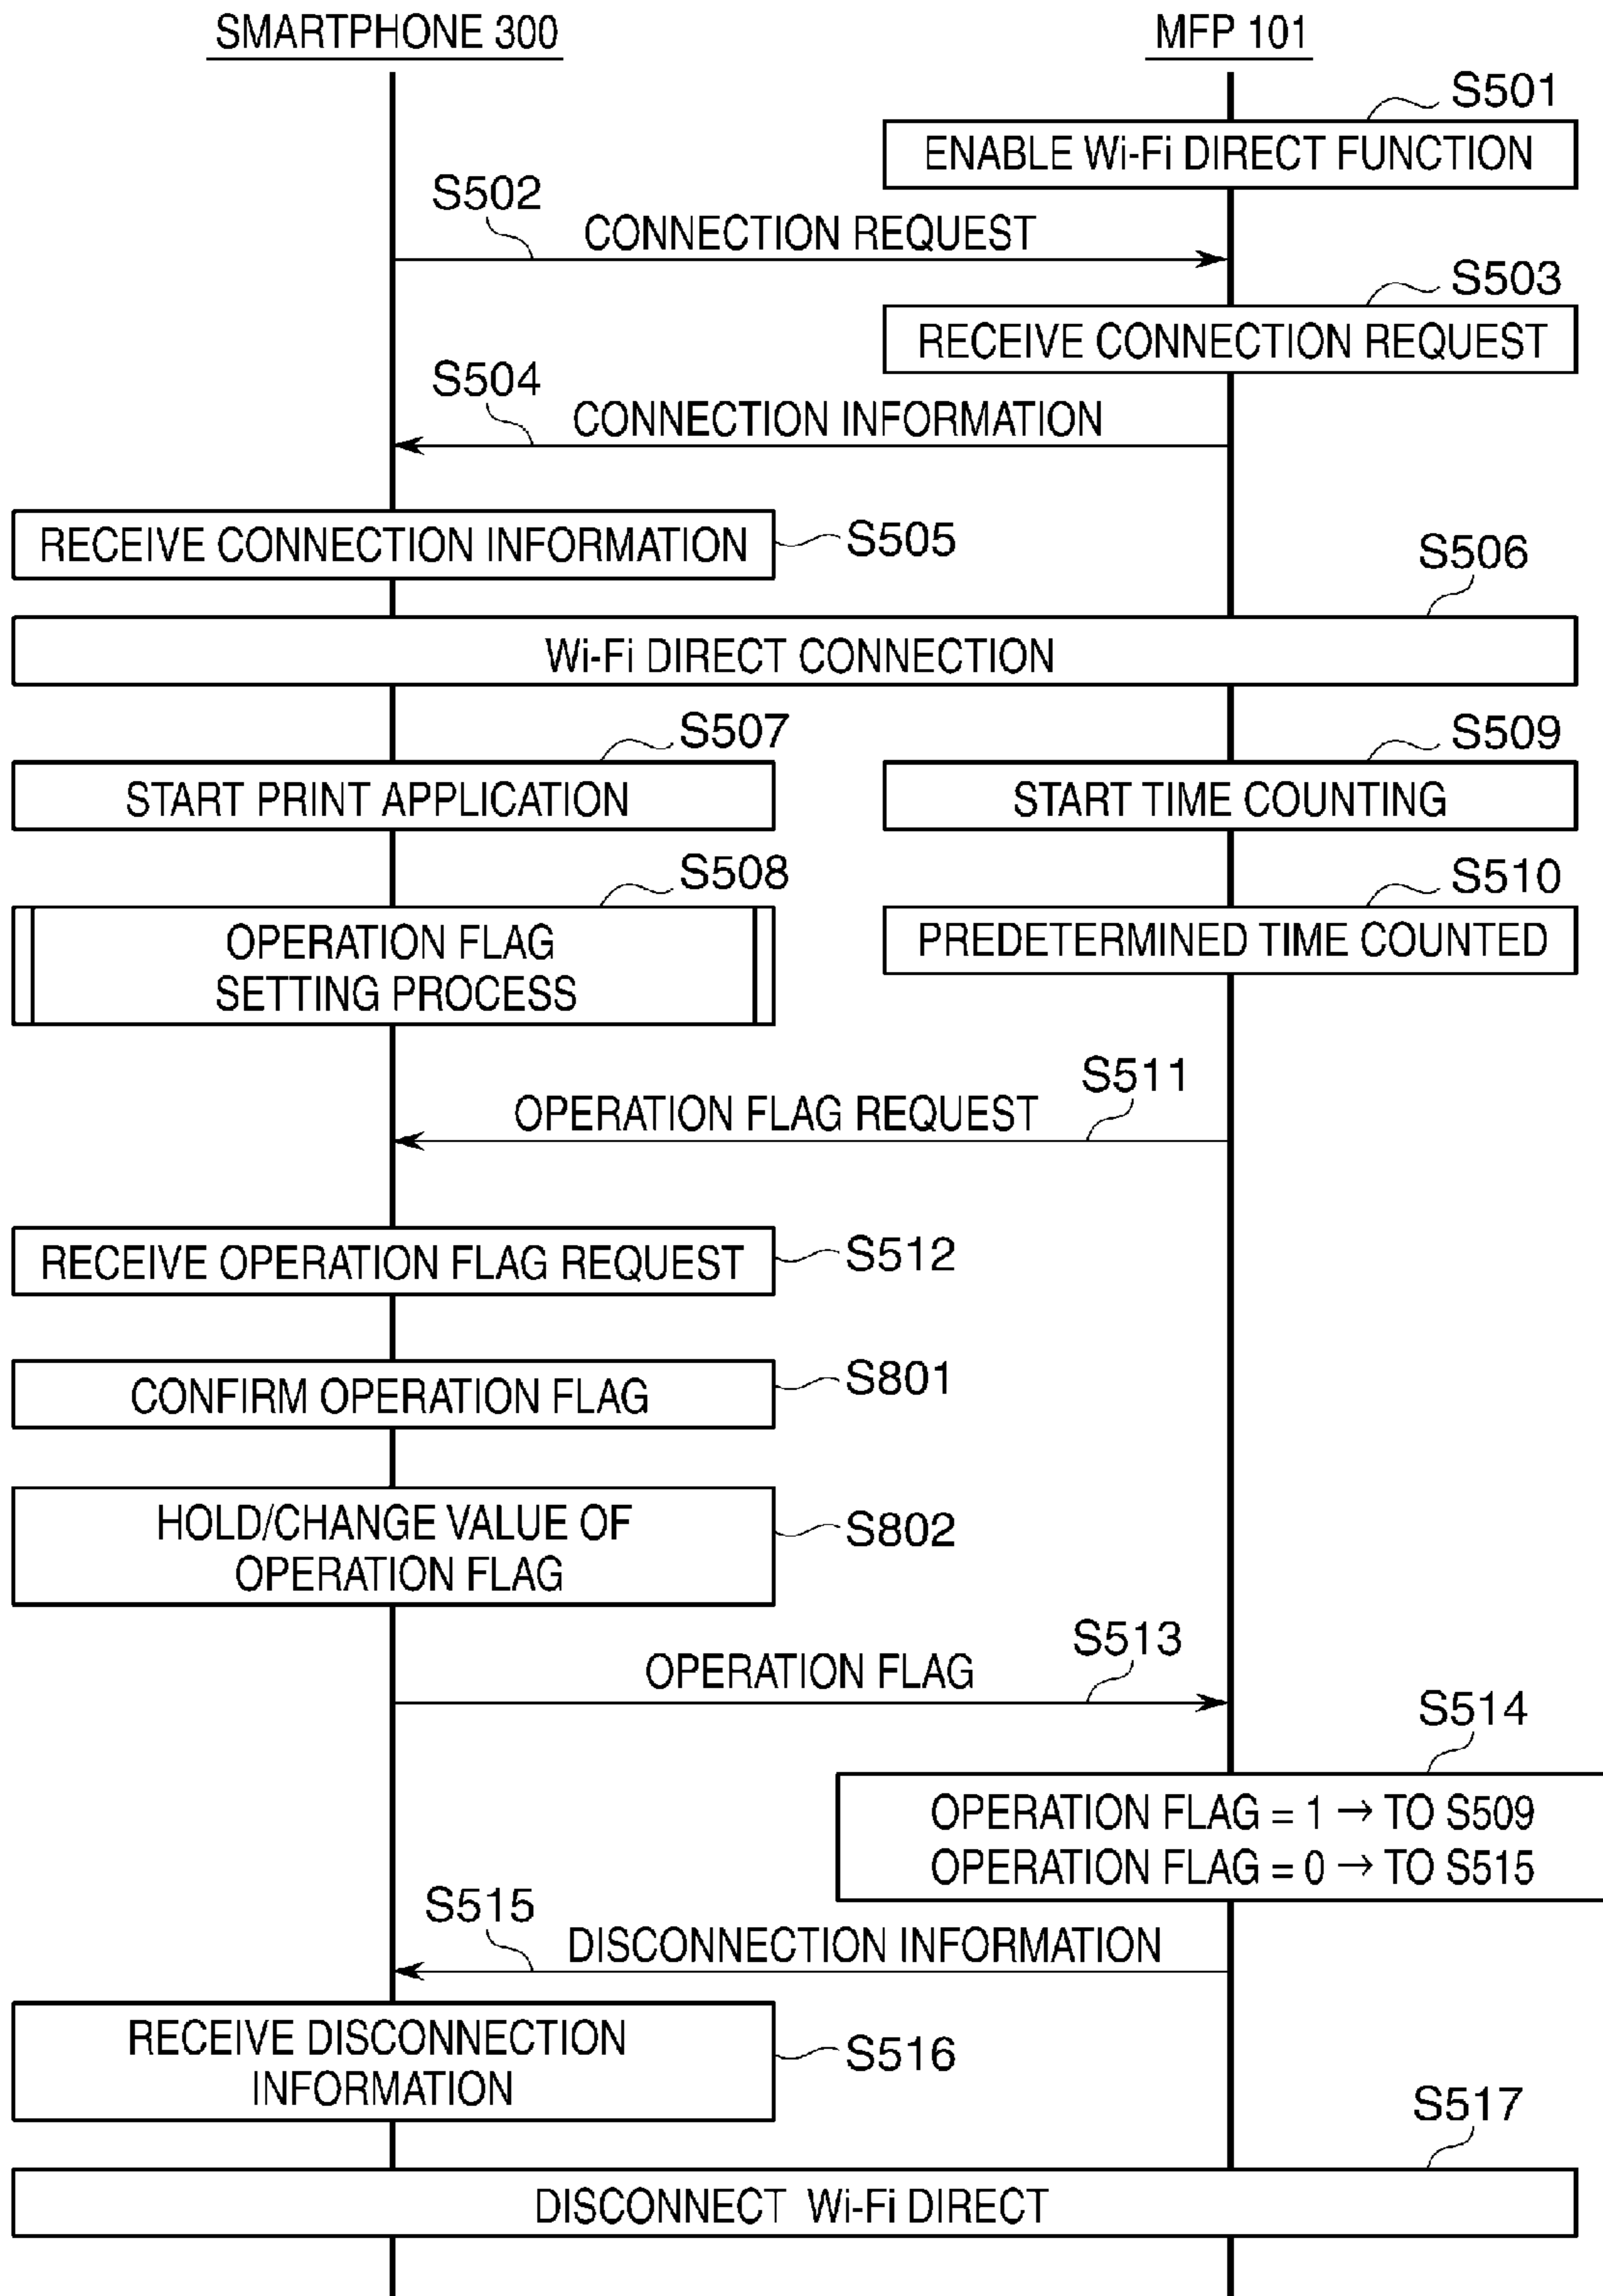 SMARTPHONE 300
MFP 101
S501
ENABLE Wi-Fi DIRECT FUNCTION
S502
CONNECTION REQUEST
S503
RECEIVE CONNECTION REQUEST
S504
CONNECTION INFORMATION
RECEIVE CONNECTION INFORMATION
S505
S506
Wi-Fi DIRECT CONNECTION
S507
START PRINT APPLICATION
S509
START TIME COUNTING
S508
OPERATION FLAG
SETTING PROCESS
S510
PREDETERMINED TIME COUNTED
S511
OPERATION FLAG REQUEST
RECEIVE OPERATION FLAG REQUEST
S512
CONFIRM OPERATION FLAG
S801
HOLD/CHANGE VALUE OF
OPERATION FLAG
S802
S513
OPERATION FLAG
S514
OPERATION FLAG = 1 → TO S509
OPERATION FLAG = 0 → TO S515
S515
DISCONNECTION INFORMATION
RECEIVE DISCONNECTION
INFORMATION
S516
S517
DISCONNECT Wi-Fi DIRECT